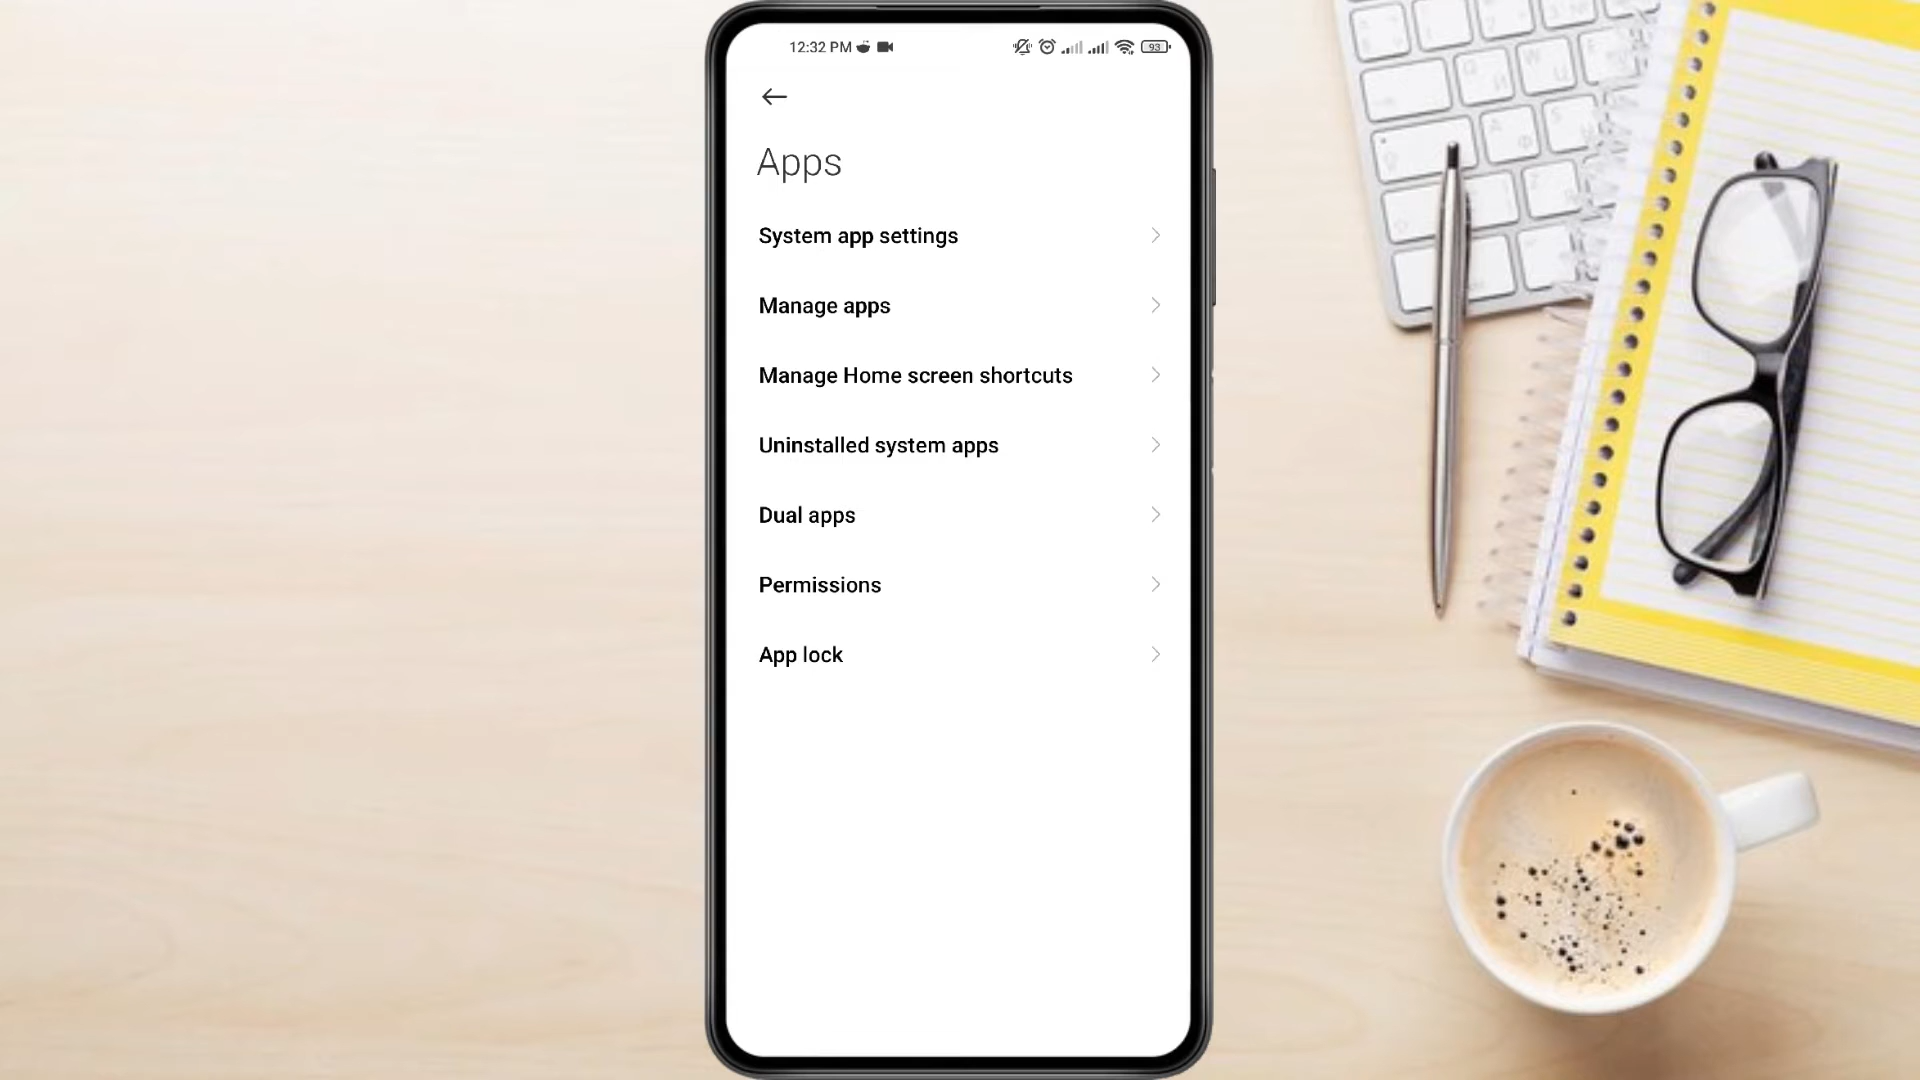 12:32 PM
93
Apps
System app settings
Manage apps
Manage Home screen shortcuts
Uninstalled system apps
Dual apps
Permissions
App lock